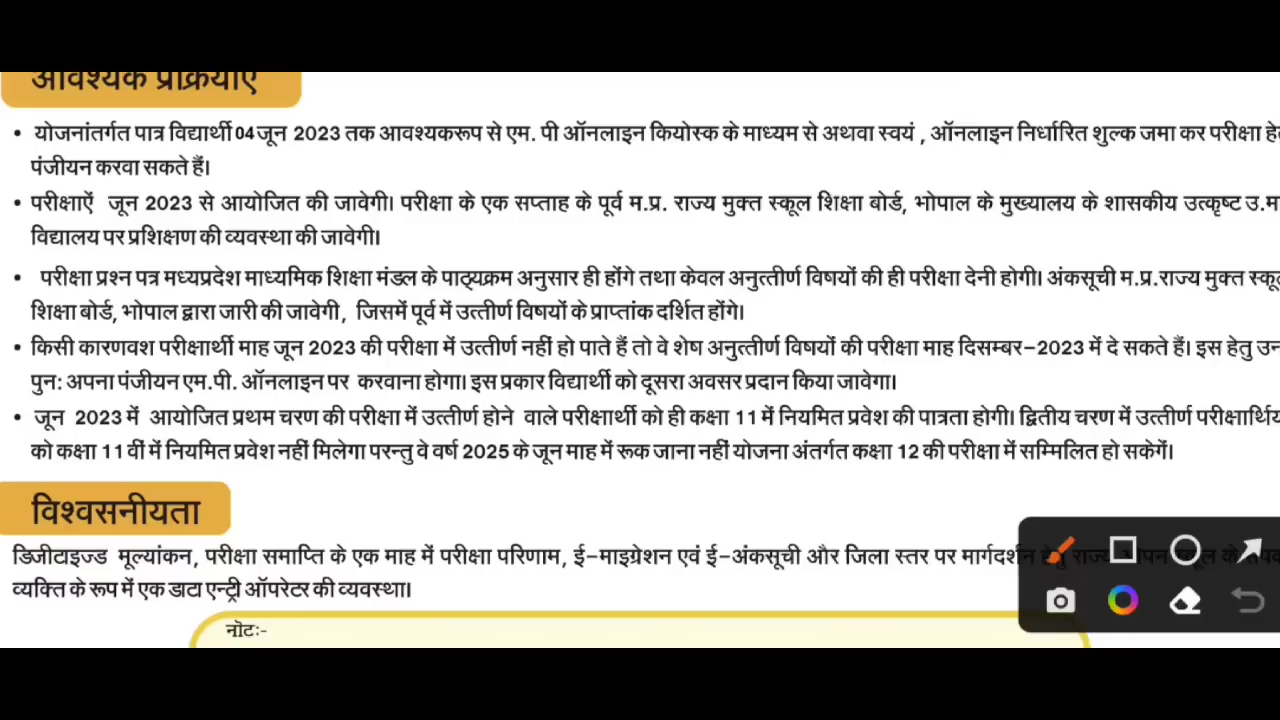 आवश्यक प्रक्रियाएँ
• योजनांतर्गत पात्र विद्यार्थी 04 जून 2023 तक आवश्यकरूप से एम. पी ऑनलाइन कियोस्क के माध्यम से अथवा स्वयं , ऑनलाइन निर्धारित शुल्क जमा कर परीक्षा
पंजीयन करवा सकते हैं।
• परीक्षाऐं जून 2023 से आयोजित की जावेगी। परीक्षा के एक सप्ताह के पूर्व म.प्र. राज्य मुक्त स्कूल शिक्षा बोर्ड, भोपाल के मुख्यालय के शासकीय उत्कृष्ट
विद्यालय पर प्रशिक्षण की व्यवस्था की जावेगी।
• परीक्षा प्रश्न पत्र मध्यप्रदेश माध्यमिक शिक्षा मंडल के पाठ्यक्रम अनुसार ही होंगे तथा केवल अनुत्तीर्ण विषयों की ही परीक्षा देनी होगी। अंकसूची म.प्र.राज्य मुक्त
शिक्षा बोर्ड, भोपाल द्वारा जारी की जावेगी, जिसमें पूर्व में उत्तीर्ण विषयों के प्राप्तांक दर्शित होंगे।
• किसी कारणवश परीक्षार्थी माह जून 2023 की परीक्षा में उत्तीर्ण नहीं हो पाते हैं तो वे शेष अनुत्तीर्ण विषयों की परीक्षा माह दिसम्बर-2023 में दे सकते हैं। इस हेतु
पुन: अपना पंजीयन एम.पी. ऑनलाइन पर करवाना होगा। इस प्रकार विद्यार्थी को दूसरा अवसर प्रदान किया जावेगा।
• जून 2023 में आयोजित प्रथम चरण की परीक्षा में उत्तीर्ण होने वाले परीक्षार्थी को ही कक्षा 11 में नियमित प्रवेश की पात्रता होगी। द्वितीय चरण में उत्तीर्ण
को कक्षा 11 वीं में नियमित प्रवेश नहीं मिलेगा परन्तु वे वर्ष 2025 के जून माह में रूक जाना नहीं योजना अंतर्गत कक्षा 12 की परीक्षा में सम्मिलित हो सकेगें।
विश्वसनीयता
डिजीटाइज्ड मूल्यांकन, परीक्षा समाप्ति के एक माह में परीक्षा परिणाम, ई-माइग्रेशन एवं ई-अंकसूची और जिला स्तर पर मार्गदर्शन हेतु राज्य
व्यक्ति के रूप में एक डाटा एन्ट्री ऑपरेटर की व्यवस्था।
नोटः-